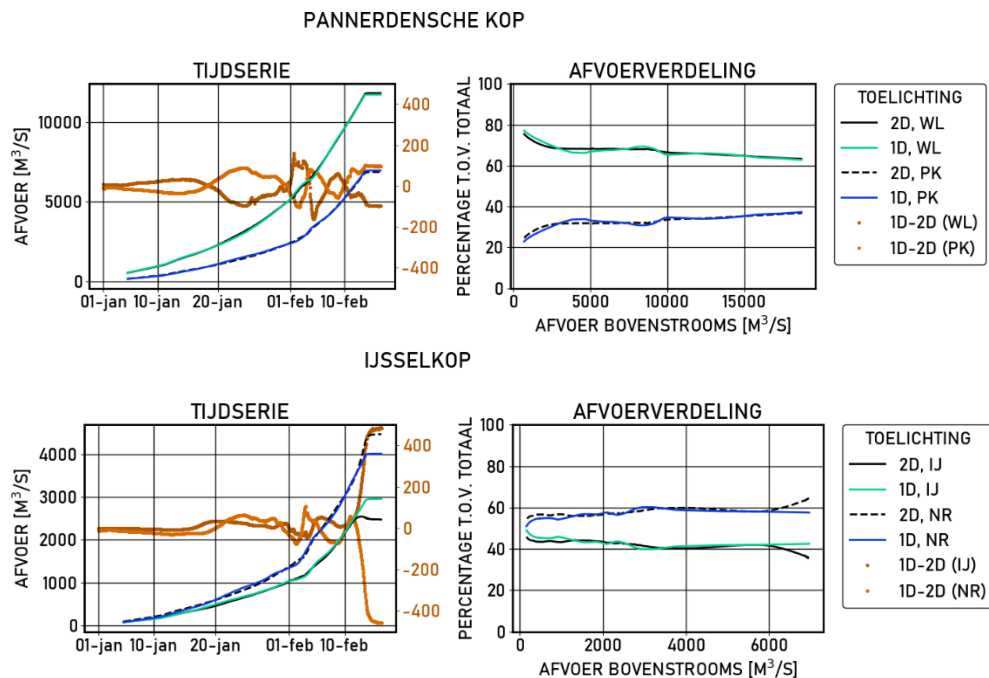 PANNERDENSCHE KOP
TIJDSERIE
AFVOER [M³/S]
10000
5000
0
400
200
0
-200
-400
01-jan
10-jan
20-jan
01-feb
10-feb
AFVOERVERDELING
PERCENTAGE T.O.V. TOTAAL
100
80
60
40
20
0
0
5000
10000
15000
AFVOER BOVENSTROOMS [M³/S]
TOELICHTING
2D, WL
1D, WL
2D, PK
1D, PK
1D-2D (WL)
1D-2D (PK)
IJSSELKOP
TIJDSERIE
AFVOER [M³/S]
4000
3000
2000
1000
0
400
200
0
-200
-400
01-jan
10-jan
20-jan
01-feb
10-feb
AFVOERVERDELING
PERCENTAGE T.O.V. TOTAAL
100
80
60
40
20
0
0
2000
4000
6000
AFVOER BOVENSTROOMS [M³/S]
TOELICHTING
2D, IJ
1D, IJ
2D, NR
1D, NR
1D-2D (IJ)
1D-2D (NR)